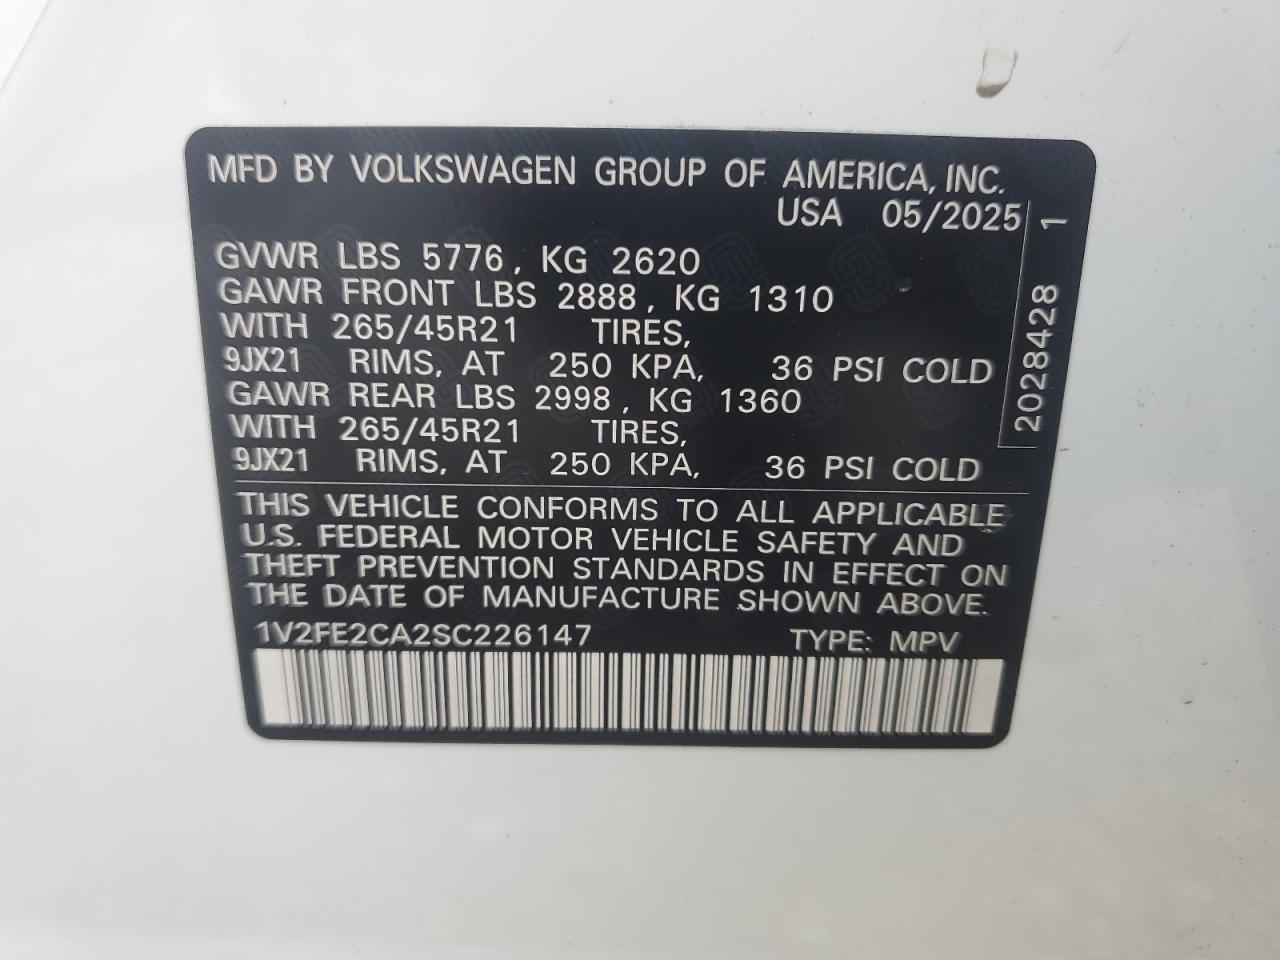 MFD BY VOLKSWAGEN GROUP OF AMERICA, INC.
USA 05/2025
GVWR LBS 5776, KG 2620
GAWR FRONT LBS 2888, KG 1310
WITH 265/45R21 TIRES,
9JX21 RIMS, AT 250 KPA, 36 PSI COLD
GAWR REAR LBS 2998, KG 1360
WITH 265/45R21 TIRES,
9JX21 RIMS, AT 250 KPA, 36 PSI COLD
2028428 1
THIS VEHICLE CONFORMS TO ALL APPLICABLE
U.S. FEDERAL MOTOR VEHICLE SAFETY AND
THEFT PREVENTION STANDARDS IN EFFECT ON
THE DATE OF MANUFACTURE SHOWN ABOVE.
1V2FE2CA2SC226147 TYPE: MPV